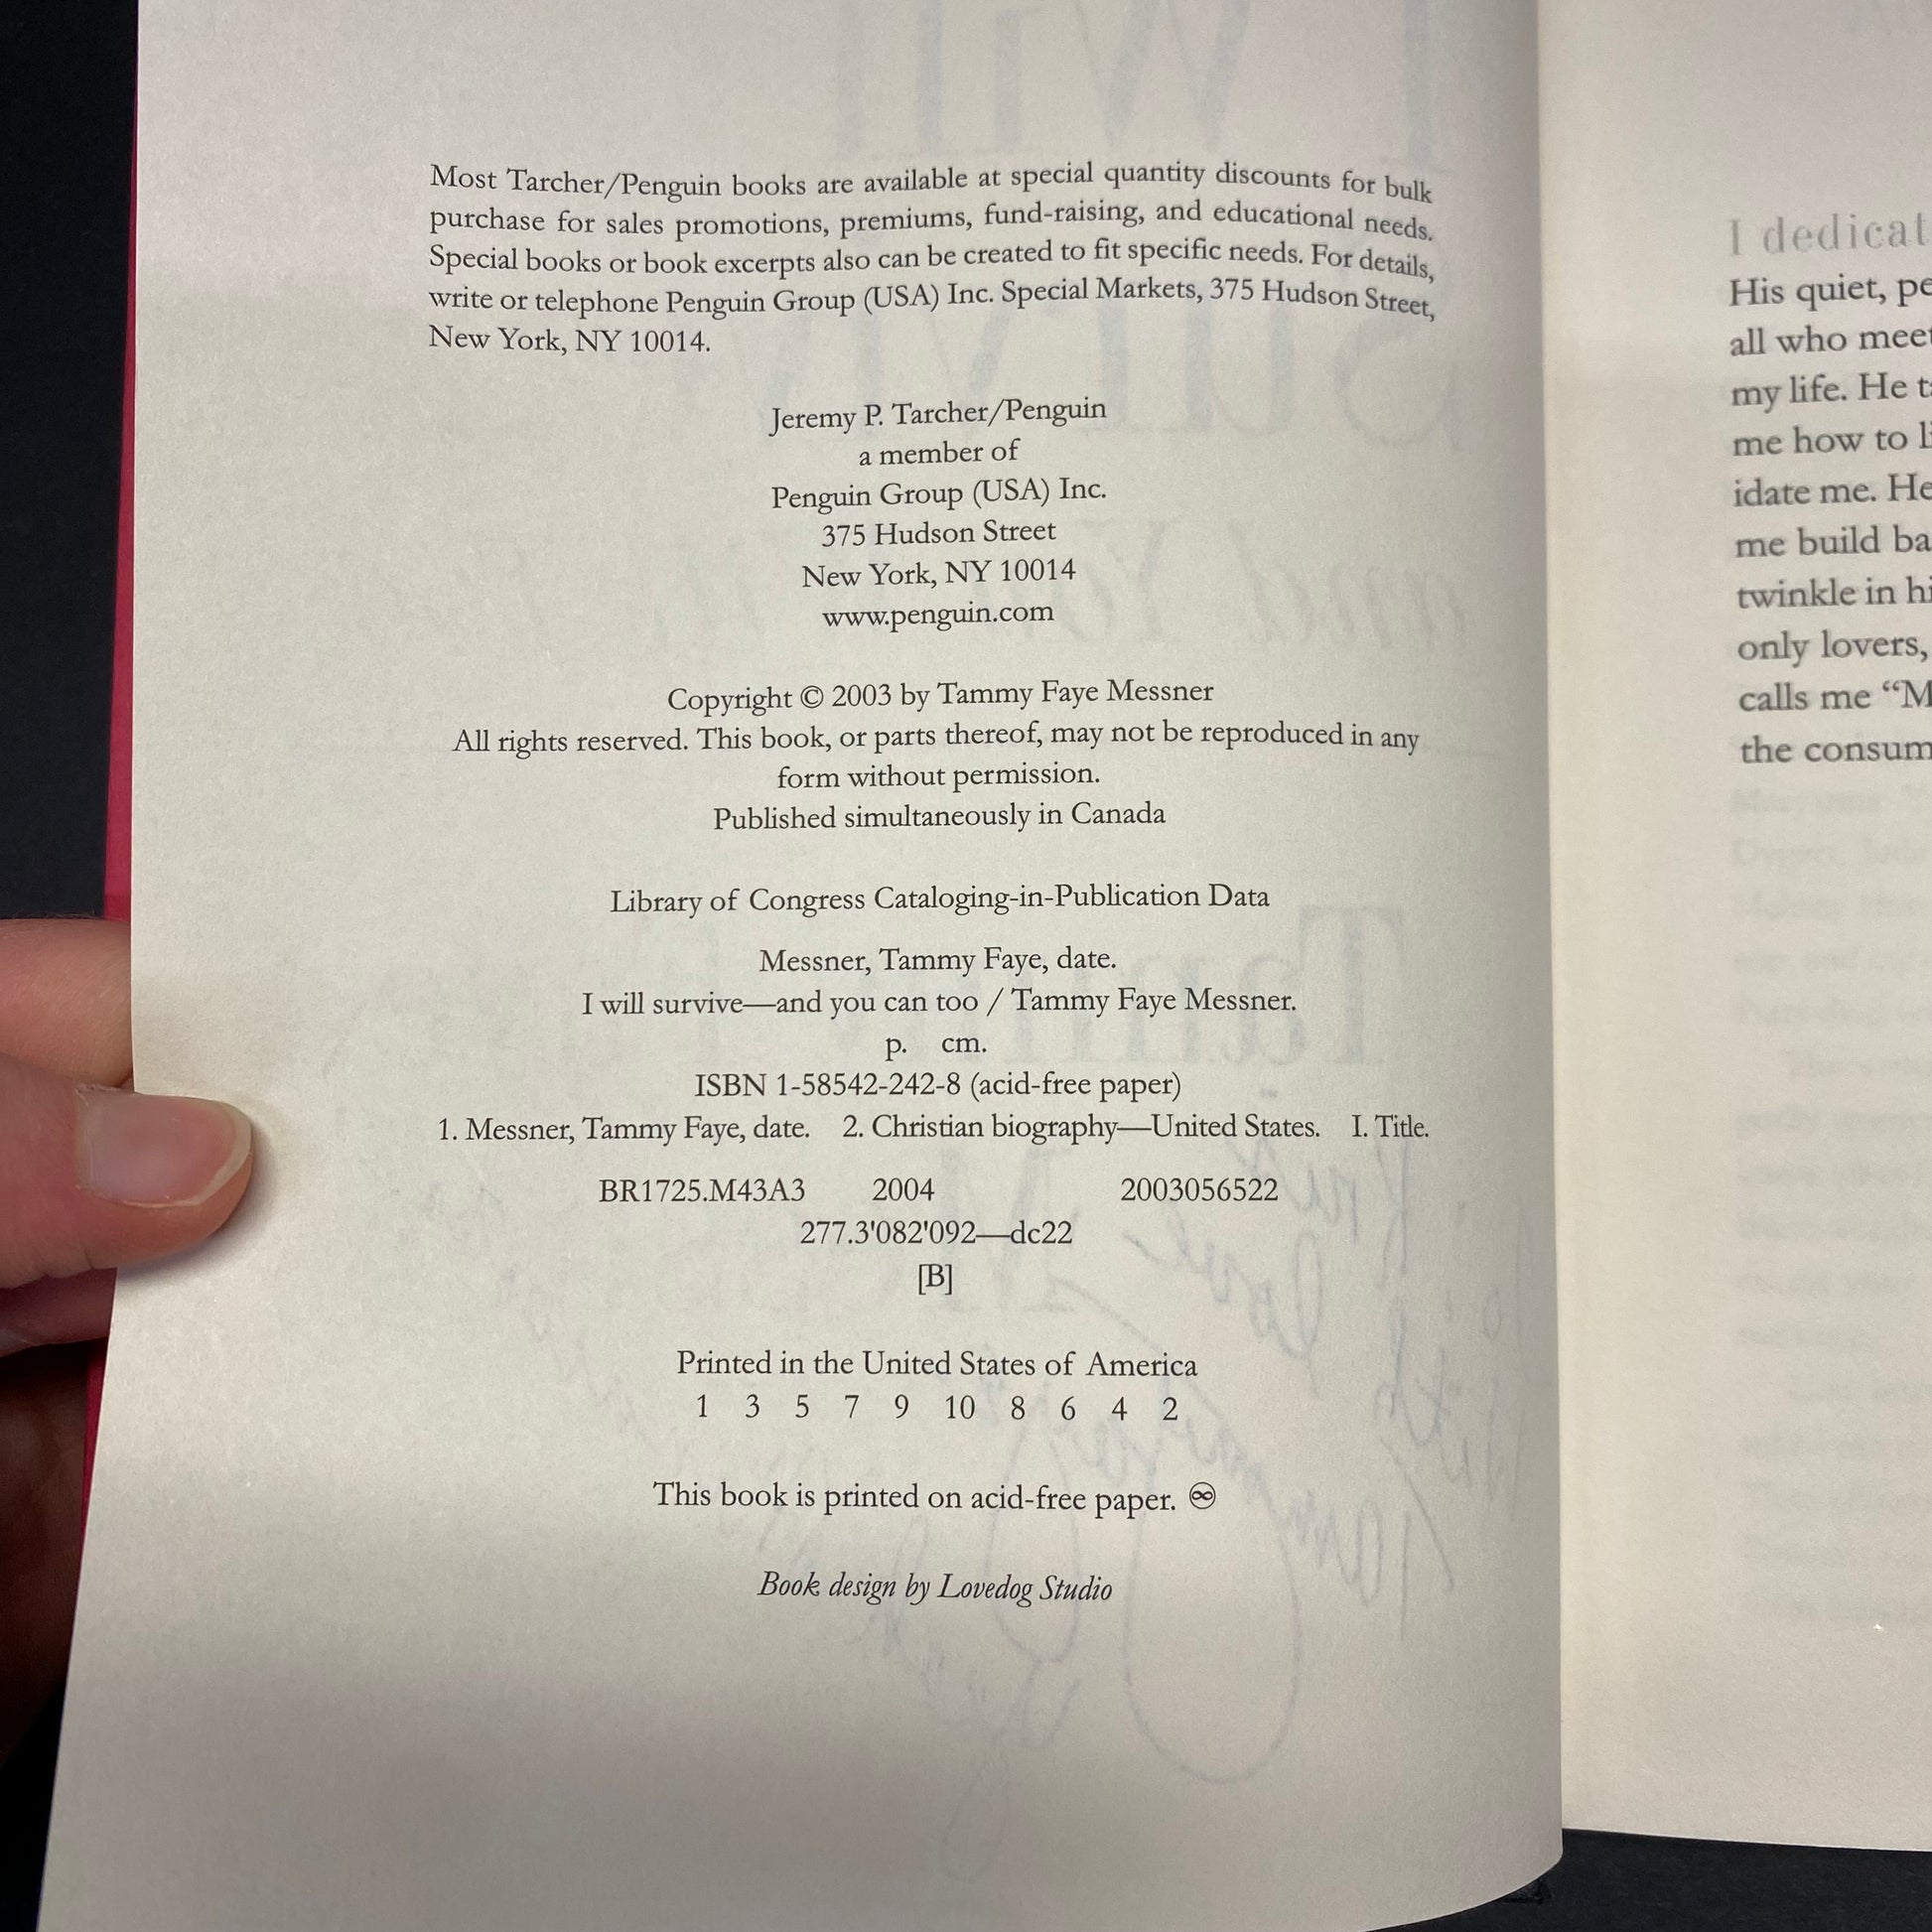 Most Tarcher/Penguin books are available at special quantity discounts for bulk
purchase for sales promotions, premiums, fund-raising, and educational needs.
Special books or book excerpts also can be created to fit specific needs. For details,
write or telephone Penguin Group (USA) Inc. Special Markets, 375 Hudson Street,
New York, NY 10014.
Jeremy P. Tarcher/Penguin
a member of
Penguin Group (USA) Inc.
375 Hudson Street
New York, NY 10014
www.penguin.com
Copyright © 2003 by Tammy Faye Messner
All rights reserved. This book, or parts thereof, may not be reproduced in any
form without permission.
Published simultaneously in Canada
Library of Congress Cataloging-in-Publication Data
Messner, Tammy Faye, date.
I will survive—and you can too / Tammy Faye Messner.
p. cm.
ISBN 1-58542-242-8 (acid-free paper)
1. Messner, Tammy Faye, date. 2. Christian biography—United States. I. Title.
BR1725.M43A3 2004 2003056522
277.3'082'092—dc22
[B]
Printed in the United States of America
1 3 5 7 9 10 8 6 4 2
This book is printed on acid-free paper. ♾
Book design by Lovedog Studio
I dedicat
His quiet, pe
all who meet
my life. He t
me how to li
idate me. He
me build ba
twinkle in hi
only lovers,
calls me “M
the consum